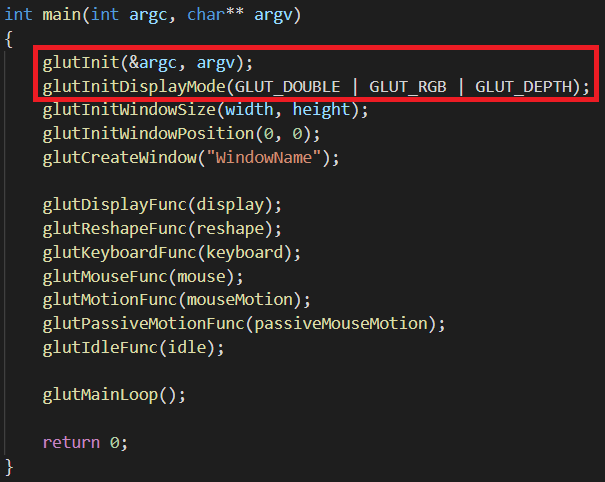 int main(int argc, char** argv)
{
glutInit(&argc, argv);
glutInitDisplayMode(GLUT_DOUBLE | GLUT_RGB | GLUT_DEPTH);
glutInitWindowSize(width, height);
glutInitWindowPosition(0, 0);
glutCreateWindow("WindowName");
glutDisplayFunc(display);
glutReshapeFunc(reshape);
glutKeyboardFunc(keyboard);
glutMouseFunc(mouse);
glutMotionFunc(mouseMotion);
glutPassiveMotionFunc(passiveMouseMotion);
glutIdleFunc(idle);
glutMainLoop();
return 0;
}